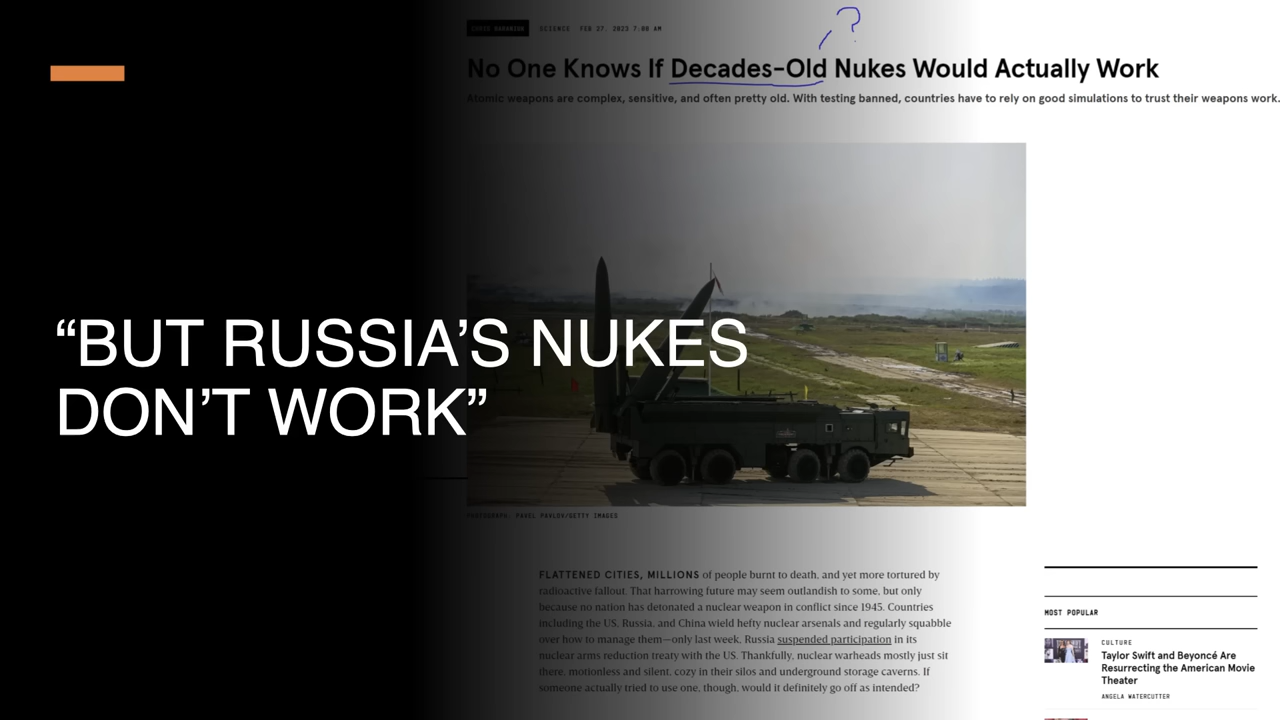 CHRIS BARANIUK SCIENCE FEB 27, 2023 7:00 AM
?
No One Knows If Decades-Old Nukes Would Actually Work
Atomic weapons are complex, sensitive, and often pretty old. With testing banned, countries have to rely on good simulations to trust their weapons work.
“BUT RUSSIA’S NUKES
DON’T WORK”
PHOTOGRAPH: PAVEL PAVLOV/GETTY IMAGES
FLATTENED CITIES, MILLIONS of people burnt to death, and yet more tortured by
radioactive fallout. That harrowing future may seem outlandish to some, but only
because no nation has detonated a nuclear weapon in conflict since 1945. Countries
including the US, Russia, and China wield hefty nuclear arsenals and regularly squabble
over how to manage them—only last week, Russia suspended participation in its
nuclear arms reduction treaty with the US. Thankfully, nuclear warheads mostly just sit
there, motionless and silent, cozy in their silos and underground storage caverns. If
someone actually tried to use one, though, would it definitely go off as intended?
MOST POPULAR
CULTURE
Taylor Swift and Beyoncé Are
Resurrecting the American Movie
Theater
ANGELA WATERCUTTER